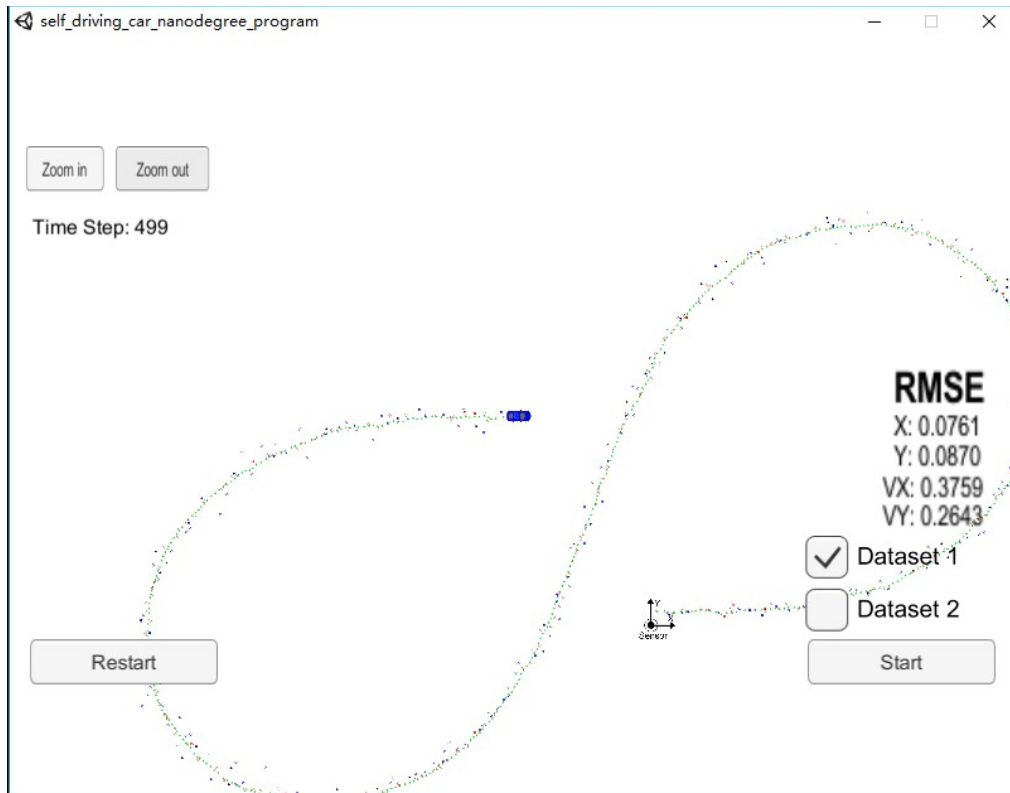 self_driving_car_nanodegree_program
Zoom in
Zoom out
Time Step: 499
RMSE
X: 0.0761
Y: 0.0870
VX: 0.3759
VY: 0.2643
Dataset 1
Dataset 2
Y
X
Sensor
Restart
Start